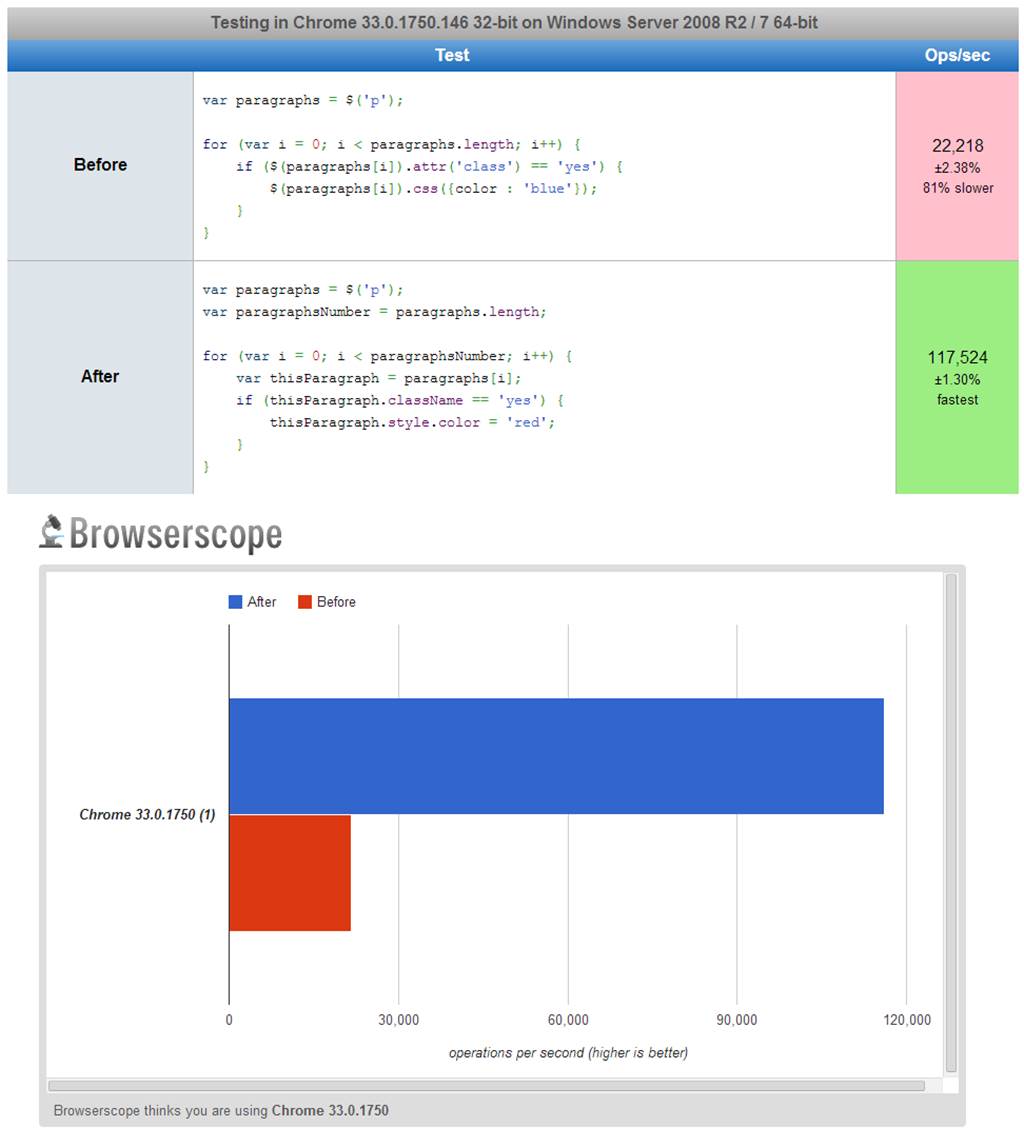 Testing in Chrome 33.0.1750.146 32-bit on Windows Server 2008 R2 / 7 64-bit
Test Ops/sec
Before
var paragraphs = $('p');
for (var i = 0; i < paragraphs.length; i++) {
    if ($(paragraphs[i]).attr('class') == 'yes') {
        $(paragraphs[i]).css({color : 'blue'});
    }
}
22,218
±2.38%
81% slower
After
var paragraphs = $('p');
var paragraphsNumber = paragraphs.length;
for (var i = 0; i < paragraphsNumber; i++) {
    var thisParagraph = paragraphs[i];
    if (thisParagraph.className == 'yes') {
        thisParagraph.style.color = 'red';
    }
}
117,524
±1.30%
fastest
Browserscope
After Before
Chrome 33.0.1750 (1)
0 30,000 60,000 90,000 120,000
operations per second (higher is better)
Browserscope thinks you are using Chrome 33.0.1750